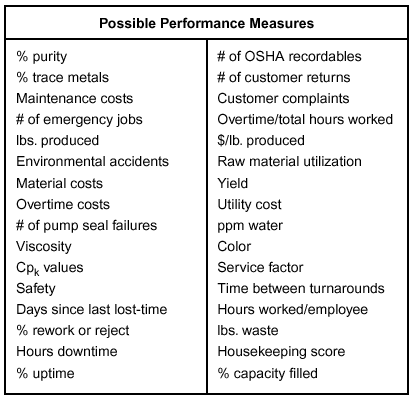 Possible Performance Measures
% purity
% trace metals
Maintenance costs
# of emergency jobs
lbs. produced
Environmental accidents
Material costs
Overtime costs
# of pump seal failures
Viscosity
Cpk values
Safety
Days since last lost-time
% rework or reject
Hours downtime
% uptime
# of OSHA recordables
# of customer returns
Customer complaints
Overtime/total hours worked
$/lb. produced
Raw material utilization
Yield
Utility cost
ppm water
Color
Service factor
Time between turnarounds
Hours worked/employee
lbs. waste
Housekeeping score
% capacity filled